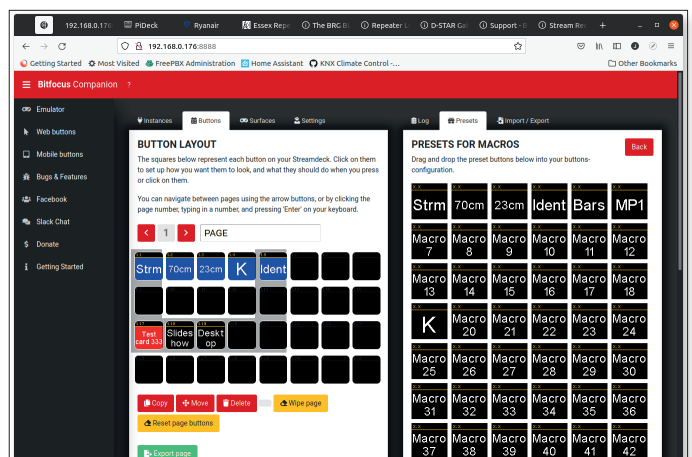 192.168.0.17
PiDeck
Ryanair
Essex Repe
The BRG B
Repeater L
D-STAR Ga
Support - B
Stream Re
192.168.0.176:8888
Getting Started
Most Visited
FreePBX Administration
Home Assistant
KNX Climate Control -...
Other Bookmarks
Bitfocus Companion
?
Emulator
Web buttons
Mobile buttons
Bugs & Features
Facebook
Slack Chat
Donate
Getting Started
Instances
Buttons
Surfaces
Settings
BUTTON LAYOUT
The squares below represent each button on your Streamdeck. Click on them
to set up how you want them to look, and what they should do when you press
or click on them.
You can navigate between pages using the arrow buttons, or by clicking the
page number, typing in a number, and pressing 'Enter' on your keyboard.
1
PAGE
Strm 70cm 23cm K Ident
Test
card 333
Slides
how
Deskt
op
Copy
Move
Delete
Wipe page
Reset page buttons
Export page
Log
Presets
Import / Export
PRESETS FOR MACROS
Back
Drag and drop the preset buttons below into your buttons-
configuration.
Strm 70cm 23cm Ident Bars MP1
Macro Macro Macro Macro Macro Macro
7 8 9 10 11 12
Macro Macro Macro Macro Macro Macro
13 14 15 16 17 18
K Macro Macro Macro Macro Macro
20 21 22 23 24
Macro Macro Macro Macro Macro Macro
25 26 27 28 29 30
Macro Macro Macro Macro Macro Macro
31 32 33 34 35 36
Macro Macro Macro Macro Macro Macro
37 38 39 40 41 42